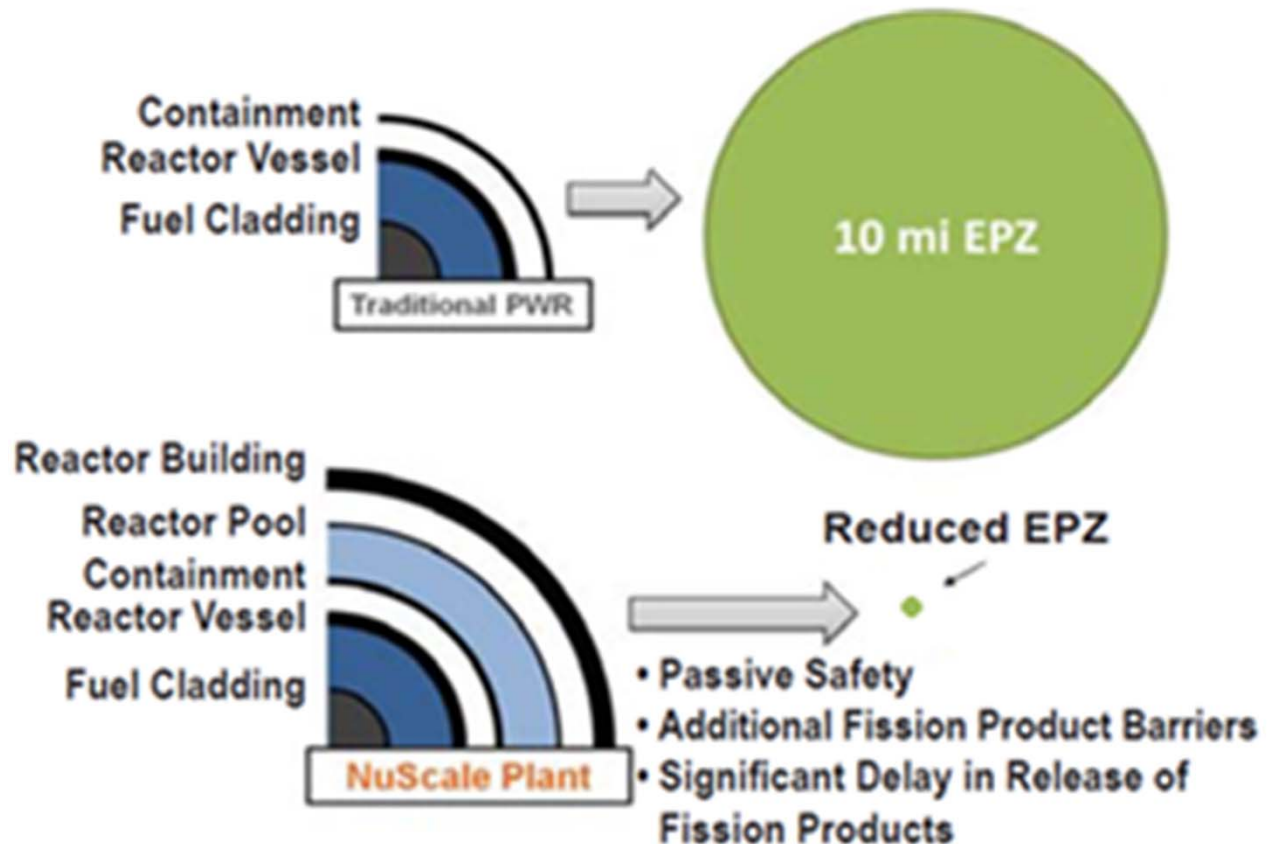 Containment
Reactor Vessel
Fuel Cladding
Traditional PWR
10 mi EPZ
Reactor Building
Reactor Pool
Containment
Reactor Vessel
Fuel Cladding
NuScale Plant
Reduced EPZ
• Passive Safety
• Additional Fission Product Barriers
• Significant Delay in Release of
Fission Products